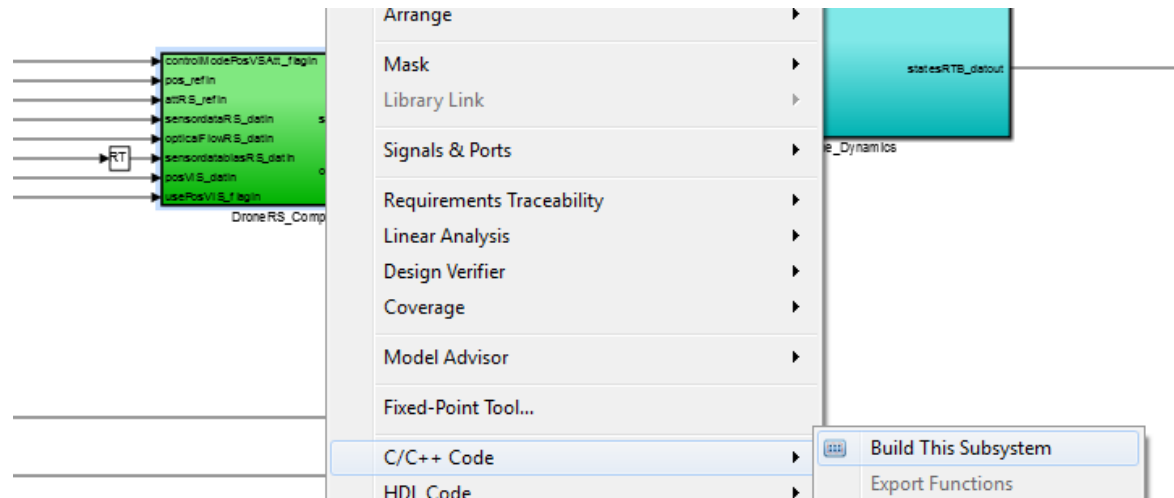 Arrange
controlModePosVSAtt_flagin
pos_refin
attRS_refin
sensordataRS_datin
opticalFlowRS_datin
RT
sensordatabiasRS_datin
posVIS_datin
usePosVIS_flagin
DroneRS_Comp
s
o
statesRTB_datout
e_Dynamics
Mask
Library Link
Signals & Ports
Requirements Traceability
Linear Analysis
Design Verifier
Coverage
Model Advisor
Fixed-Point Tool...
C/C++ Code
HDL Code
Build This Subsystem
Export Functions